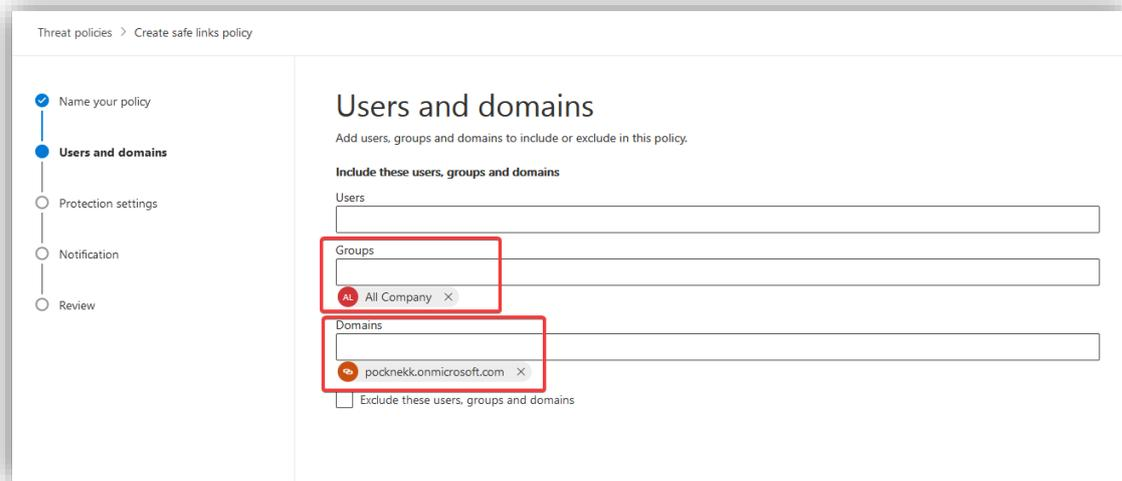 Threat policies > Create safe links policy
Name your policy
Users and domains
Protection settings
Notification
Review
Users and domains
Add users, groups and domains to include or exclude in this policy.
Include these users, groups and domains
Users
Groups
AL All Company ×
Domains
pocknekk.onmicrosoft.com ×
Exclude these users, groups and domains